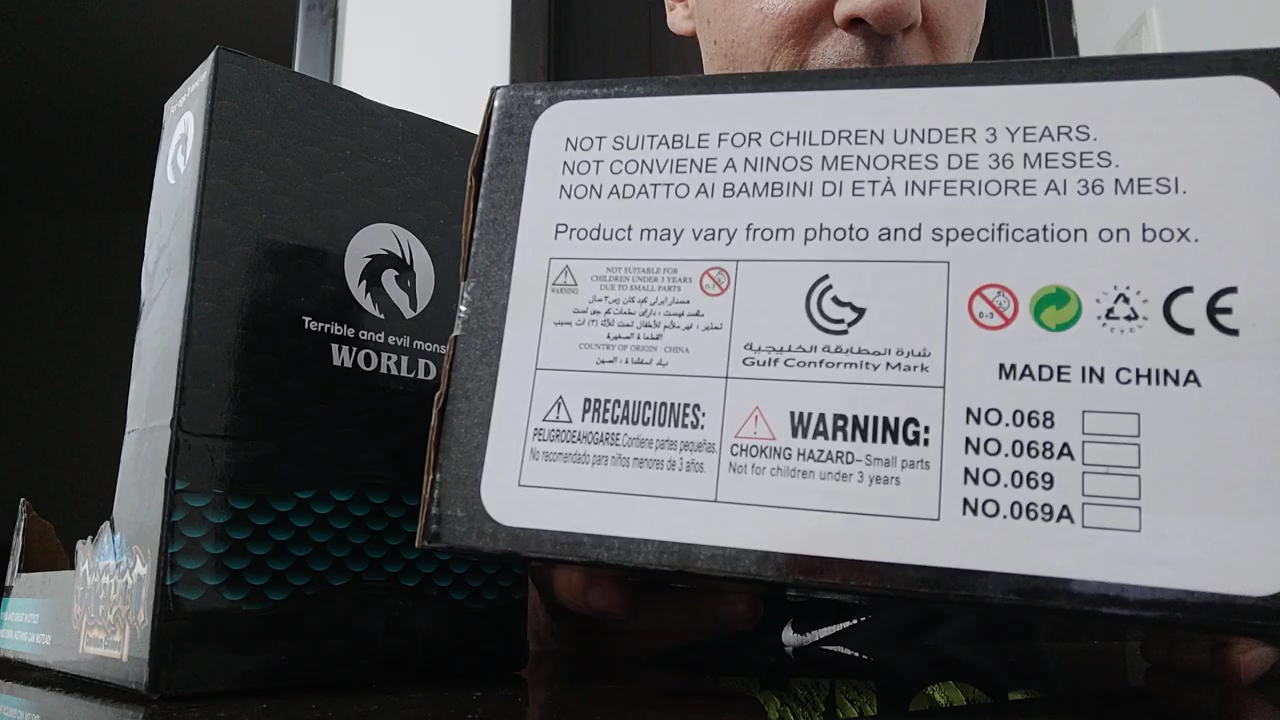 Terrible and evil mons
WORLD
NOT SUITABLE FOR CHILDREN UNDER 3 YEARS.
NOT CONVIENE A NINOS MENORES DE 36 MESES.
NON ADATTO AI BAMBINI DI ETÀ INFERIORE AI 36 MESI.
Product may vary from photo and specification on box.
WARNING
NOT SUITABLE FOR
CHILDREN UNDER 3 YEARS
DUE TO SMALL PARTS
0-3
COUNTRY OF ORIGIN : CHINA
شارة المطابقة الخليجية
Gulf Conformity Mark
PRECAUCIONES:
PELIGRODEAHOGARSE.Contiene partes pequeñas.
No recomendado para niños menores de 3 años.
WARNING:
CHOKING HAZARD–Small parts
Not for children under 3 years
0-3
RECYCLE
CE
MADE IN CHINA
NO.068
NO.068A
NO.069
NO.069A